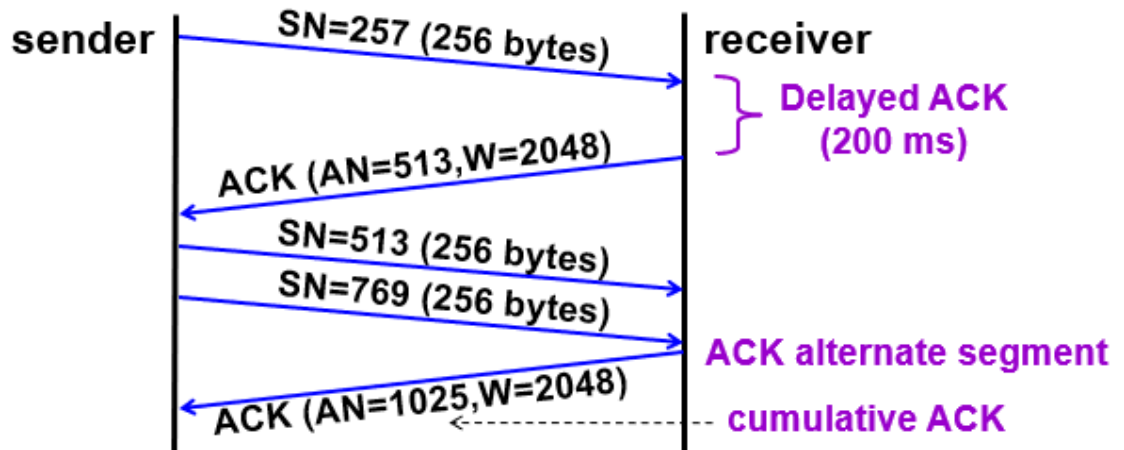 sender
SN=257 (256 bytes)
receiver
Delayed ACK
(200 ms)
ACK (AN=513,W=2048)
SN=513 (256 bytes)
SN=769 (256 bytes)
ACK alternate segment
ACK (AN=1025,W=2048)
cumulative ACK